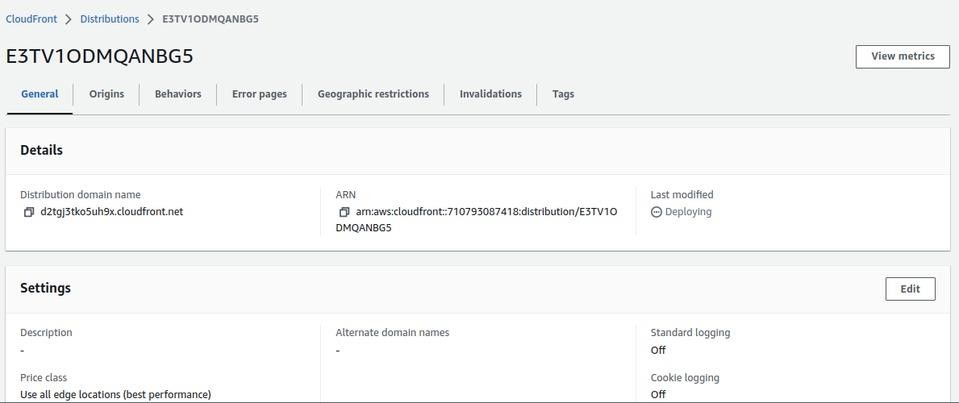 CloudFront > Distributions > E3TV1ODMQANBG5
E3TV1ODMQANBG5
View metrics
General
Origins
Behaviors
Error pages
Geographic restrictions
Invalidations
Tags
Details
Distribution domain name
d2tgj3tko5uh9x.cloudfront.net
ARN
arn:aws:cloudfront::710793087418:distribution/E3TV1O
DMQANBG5
Last modified
Deploying
Settings
Edit
Description
-
Price class
Use all edge locations (best performance)
Alternate domain names
-
Standard logging
Off
Cookie logging
Off